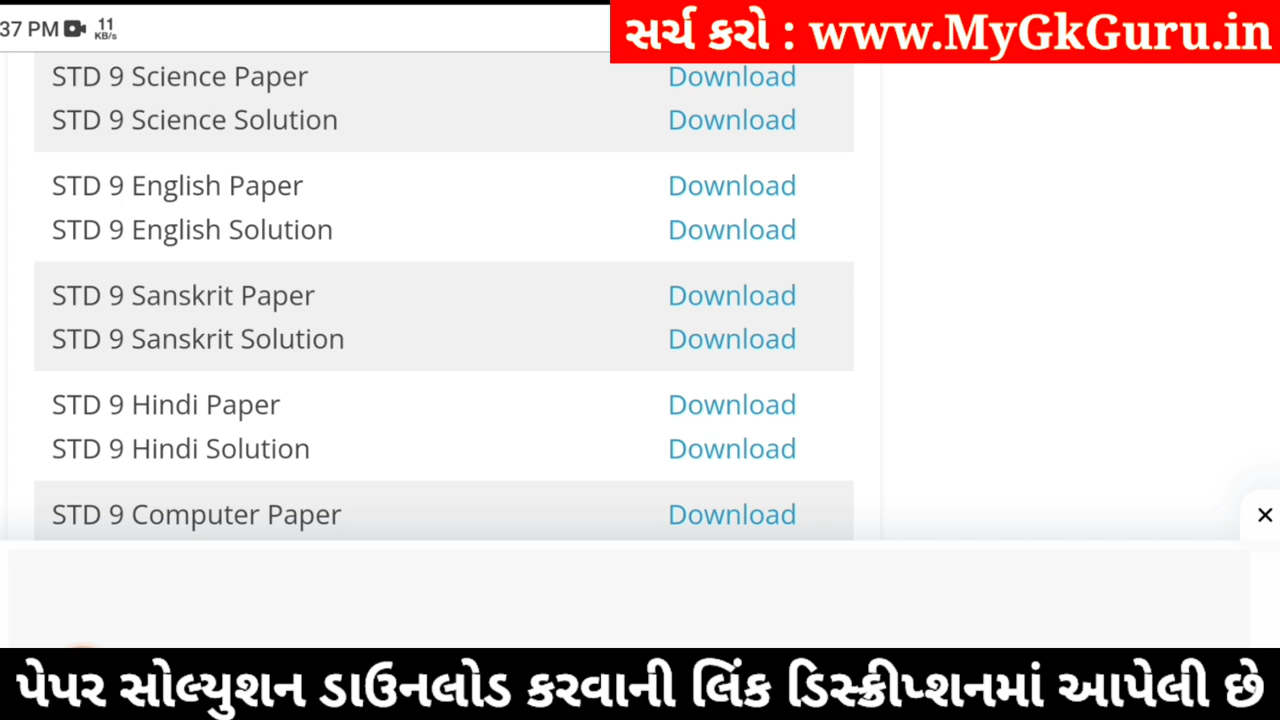 37 PM 11 KB/s
સર્ચ કરો : www.MyGkGuru.in
STD 9 Science Paper Download
STD 9 Science Solution Download
STD 9 English Paper Download
STD 9 English Solution Download
STD 9 Sanskrit Paper Download
STD 9 Sanskrit Solution Download
STD 9 Hindi Paper Download
STD 9 Hindi Solution Download
STD 9 Computer Paper Download
પેપર સોલ્યુશન ડાઉનલોડ કરવાની લિંક ડિસ્ક્રીપ્શનમાં આપેલી છે